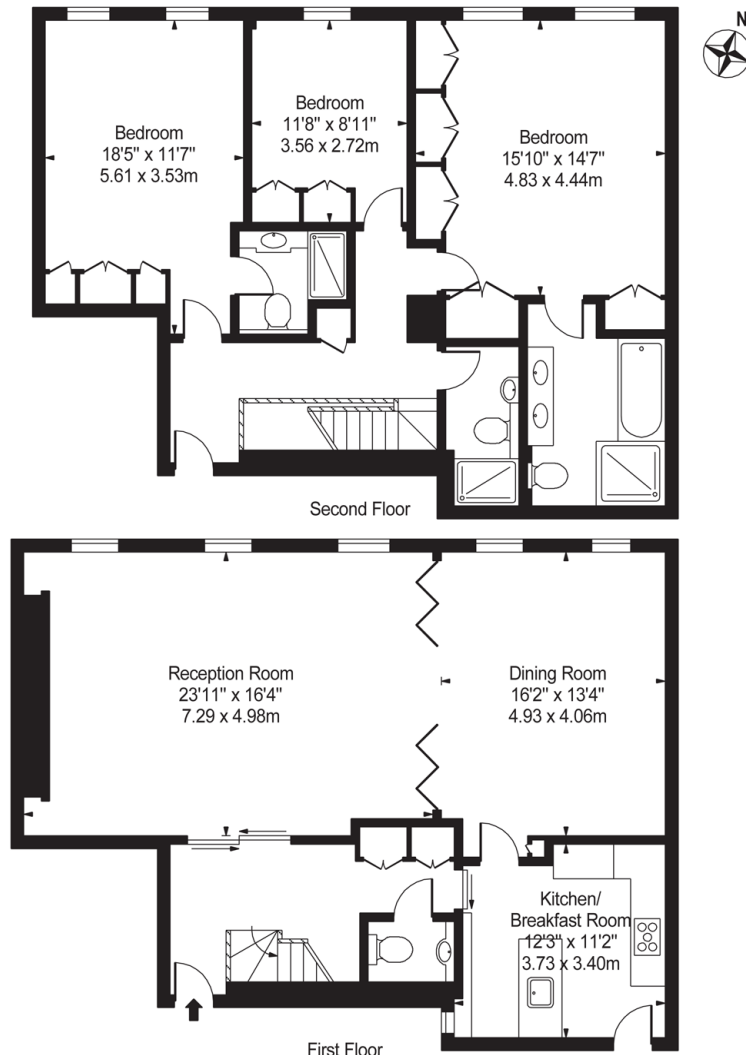 N
Bedroom
18'5" x 11'7"
5.61 x 3.53m
Bedroom
11'8" x 8'11"
3.56 x 2.72m
Bedroom
15'10" x 14'7"
4.83 x 4.44m
Second Floor
Reception Room
23'11" x 16'4"
7.29 x 4.98m
Dining Room
16'2" x 13'4"
4.93 x 4.06m
Kitchen/
Breakfast Room
12'3" x 11'2"
3.73 x 3.40m
First Floor